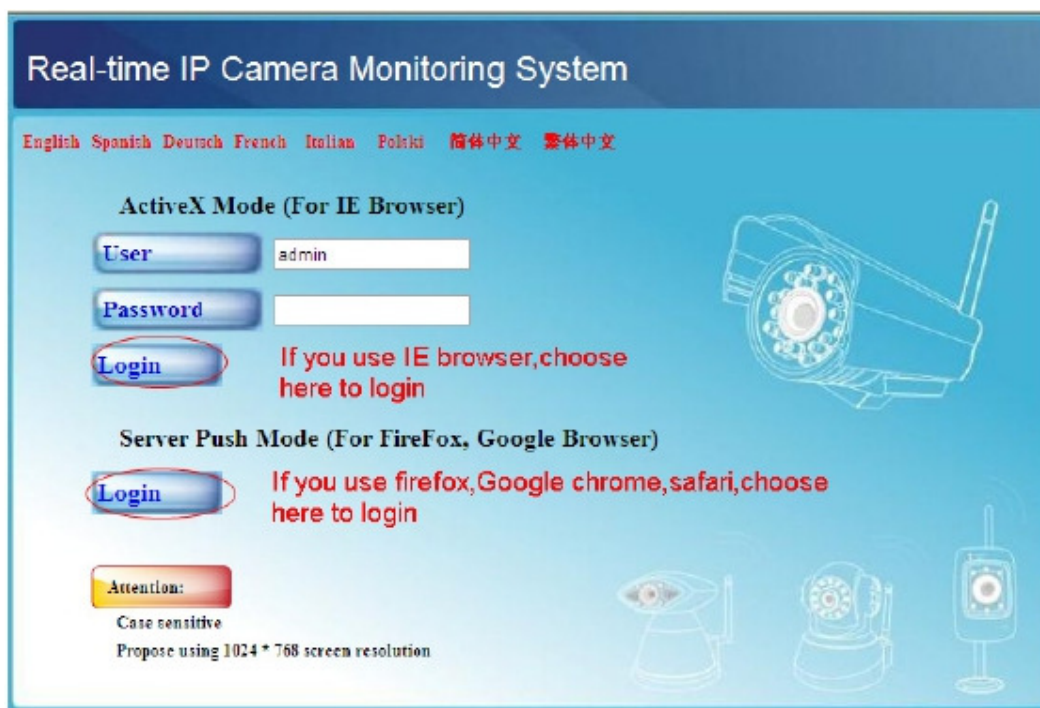 Real-time IP Camera Monitoring System
English Spanish Deutsch French Italian Polski 简体中文 繁体中文
ActiveX Mode (For IE Browser)
User admin
Password
Login
If you use IE browser,choose
here to login
Server Push Mode (For FireFox, Google Browser)
Login
If you use firefox,Google chrome,safari,choose
here to login
Attention:
Case sensitive
Propose using 1024 * 768 screen resolution